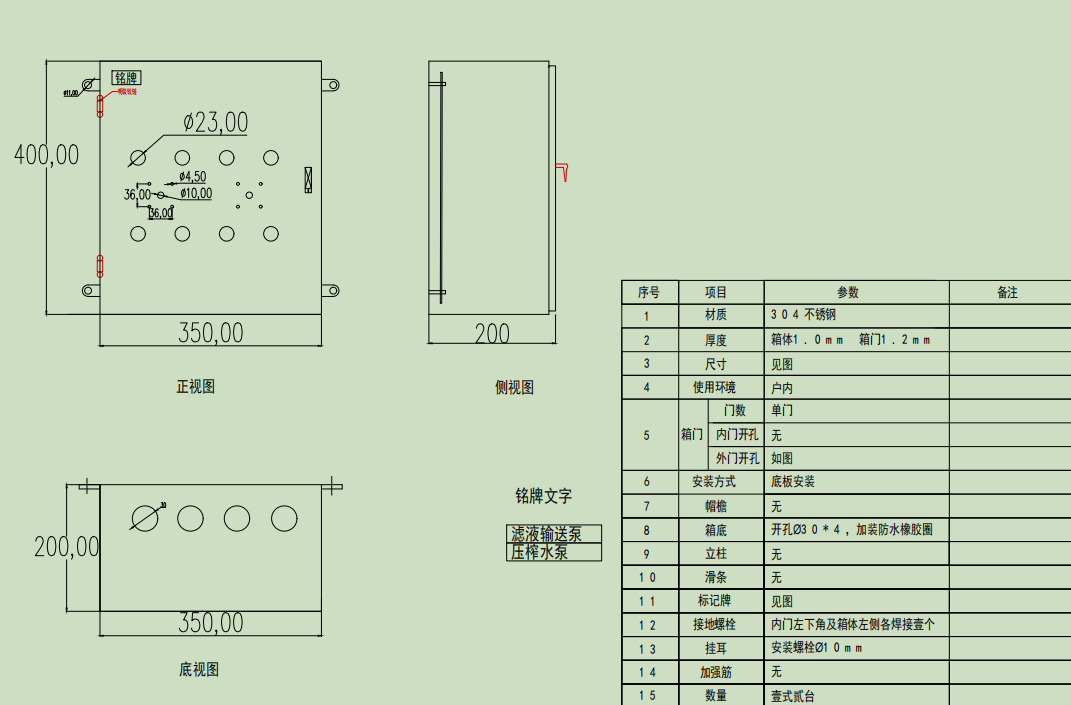 铭牌
ø11,00
ø23,00
400,00
ø4,50
36,00
ø10,00
36,00
350,00
正视图
200
侧视图
30
200,00
350,00
底视图
铭牌文字
滤液输送泵
压榨水泵
序号 项目 参数 备注
1 材质 304不锈钢
2 厚度 箱体1.0mm 箱门1.2mm
3 尺寸 见图
4 使用环境 户内
5 箱门 门数 单门
内门开孔 无
外门开孔 如图
6 安装方式 底板安装
7 帽檐 无
8 箱底 开孔Ø30*4，加装防水橡胶圈
9 立柱 无
10 滑条 无
11 标记牌 见图
12 接地螺栓 内门左下角及箱体左侧各焊接壹个
13 挂耳 安装螺栓Ø10mm
14 加强筋 无
15 数量 壹式贰台